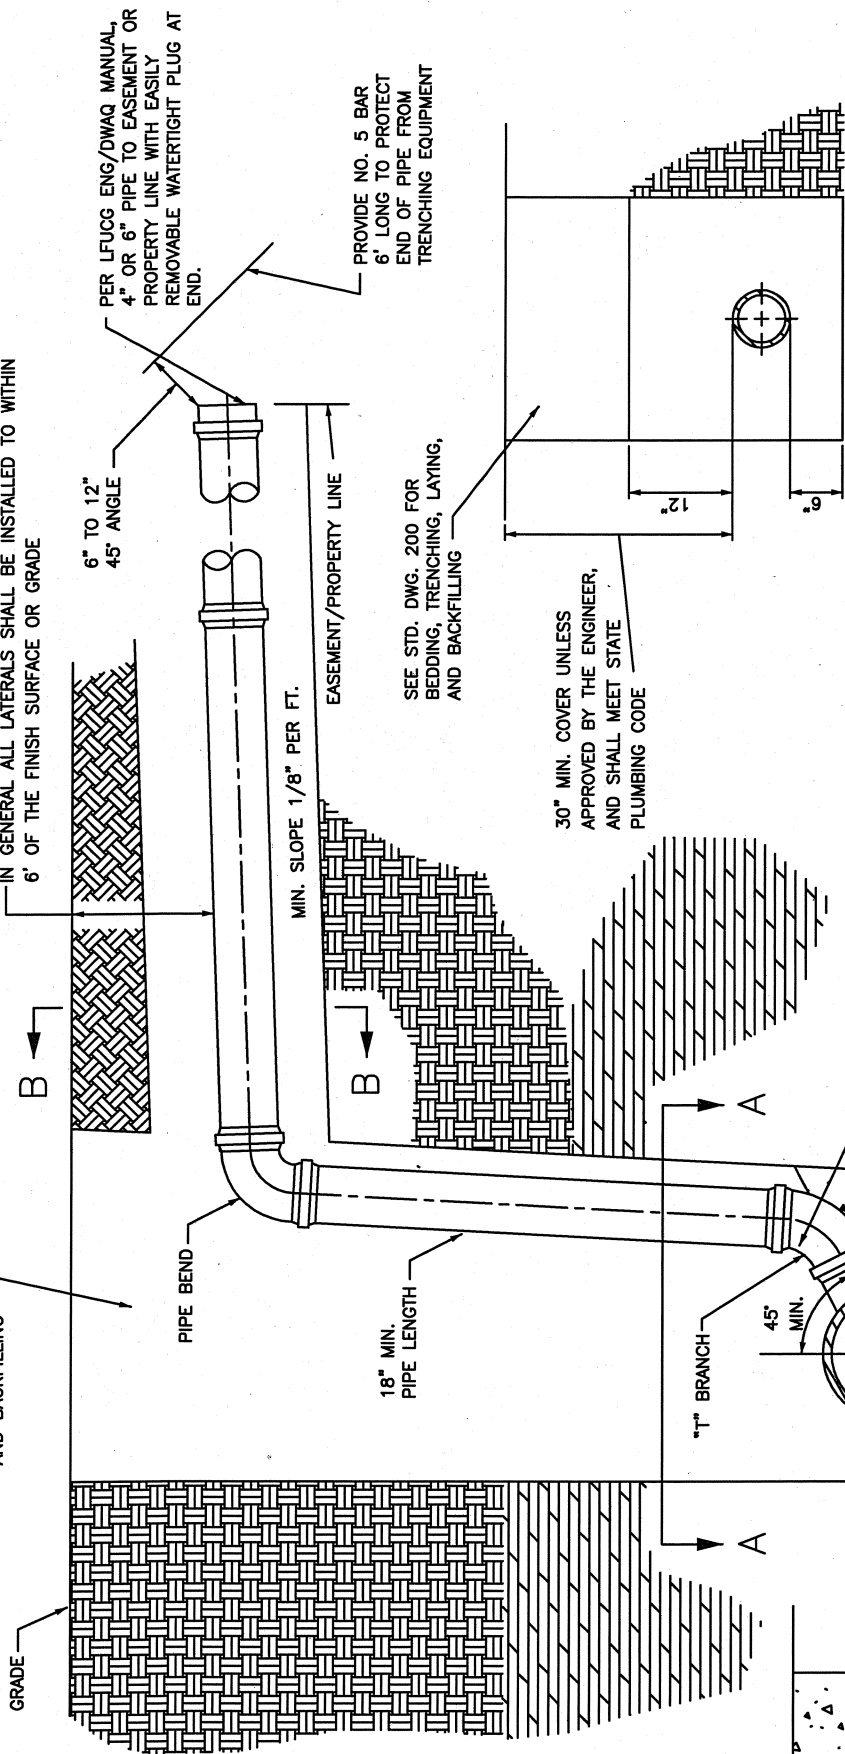 IN GENERAL ALL LATERALS SHALL BE INSTALLED TO WITHIN
6' OF THE FINISH SURFACE OR GRADE
PER LFUCG ENG/DWAQ MANUAL,
4" OR 6" PIPE TO EASEMENT OR
PROPERTY LINE WITH EASILY
REMOVABLE WATERTIGHT PLUG AT
END.
6" TO 12"
45° ANGLE
PROVIDE NO. 5 BAR
6' LONG TO PROTECT
END OF PIPE FROM
TRENCHING EQUIPMENT
AND BACKFILLING
GRADE
B
B
PIPE BEND
MIN. SLOPE 1/8" PER FT.
EASEMENT/PROPERTY LINE
SEE STD. DWG. 200 FOR
BEDDING, TRENCHING, LAYING,
AND BACKFILLING
18" MIN.
PIPE LENGTH
30" MIN. COVER UNLESS
APPROVED BY THE ENGINEER,
AND SHALL MEET STATE
PLUMBING CODE
12"
6"
"T" BRANCH
45°
MIN.
A
A